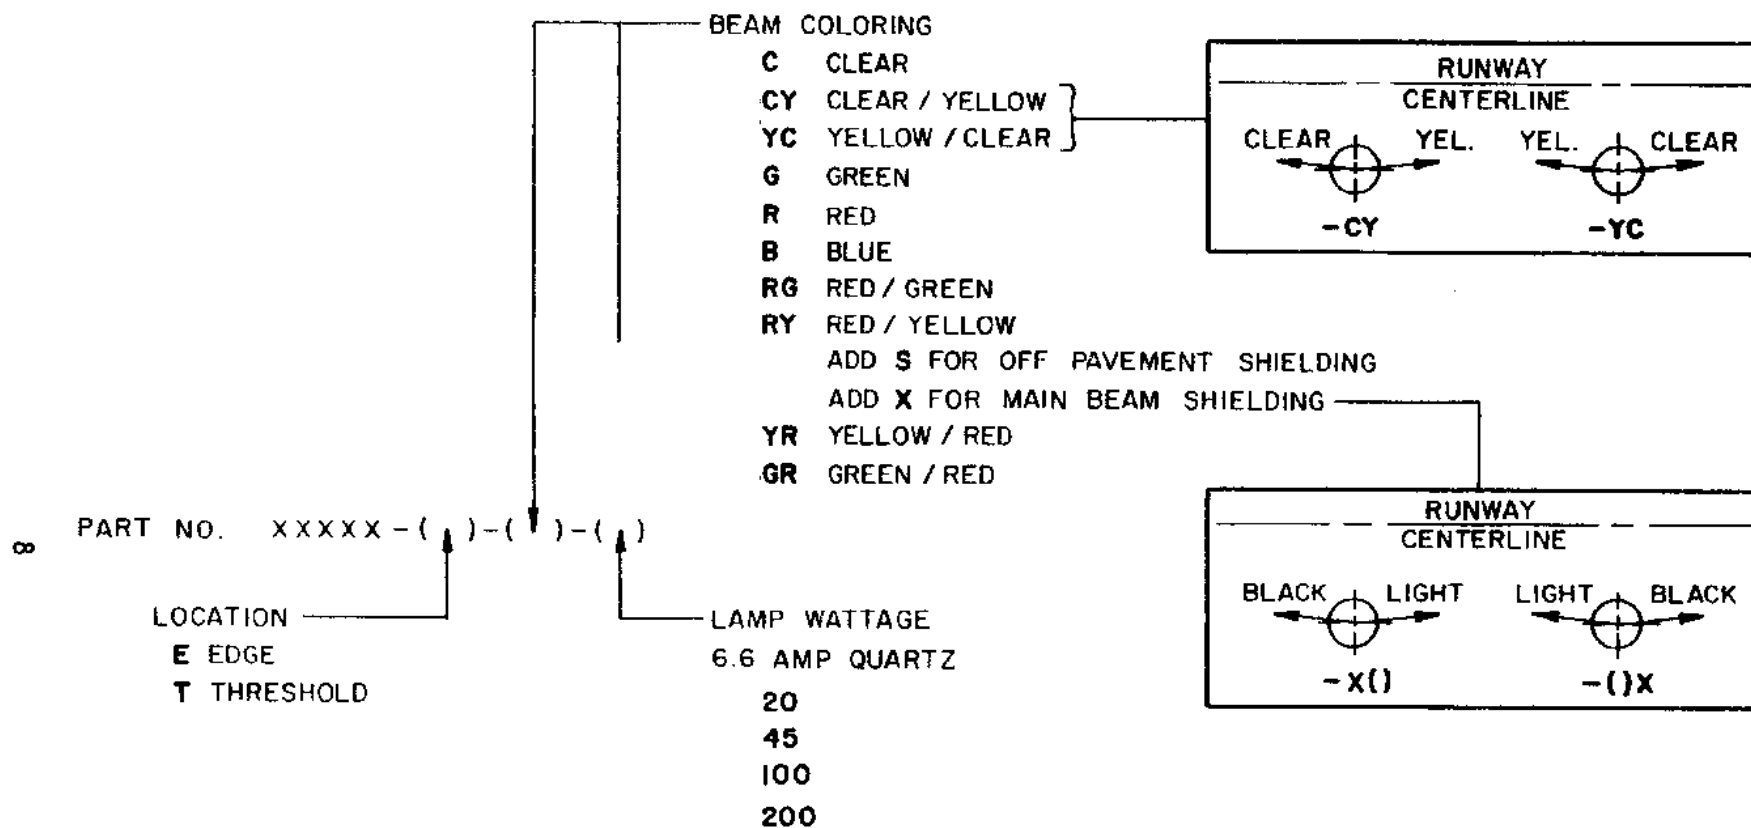 BEAM COLORING
C CLEAR
CY CLEAR / YELLOW
YC YELLOW / CLEAR
G GREEN
R RED
B BLUE
RG RED / GREEN
RY RED / YELLOW
ADD S FOR OFF PAVEMENT SHIELDING
ADD X FOR MAIN BEAM SHIELDING
YR YELLOW / RED
GR GREEN / RED
RUNWAY
CENTERLINE
CLEAR YEL. YEL. CLEAR
-CY -YC
8 PART NO. XXXXX-( )-( )-( )
RUNWAY
CENTERLINE
BLACK LIGHT LIGHT BLACK
-X() -()X
LOCATION
E EDGE
T THRESHOLD
LAMP WATTAGE
6.6 AMP QUARTZ
20
45
100
200